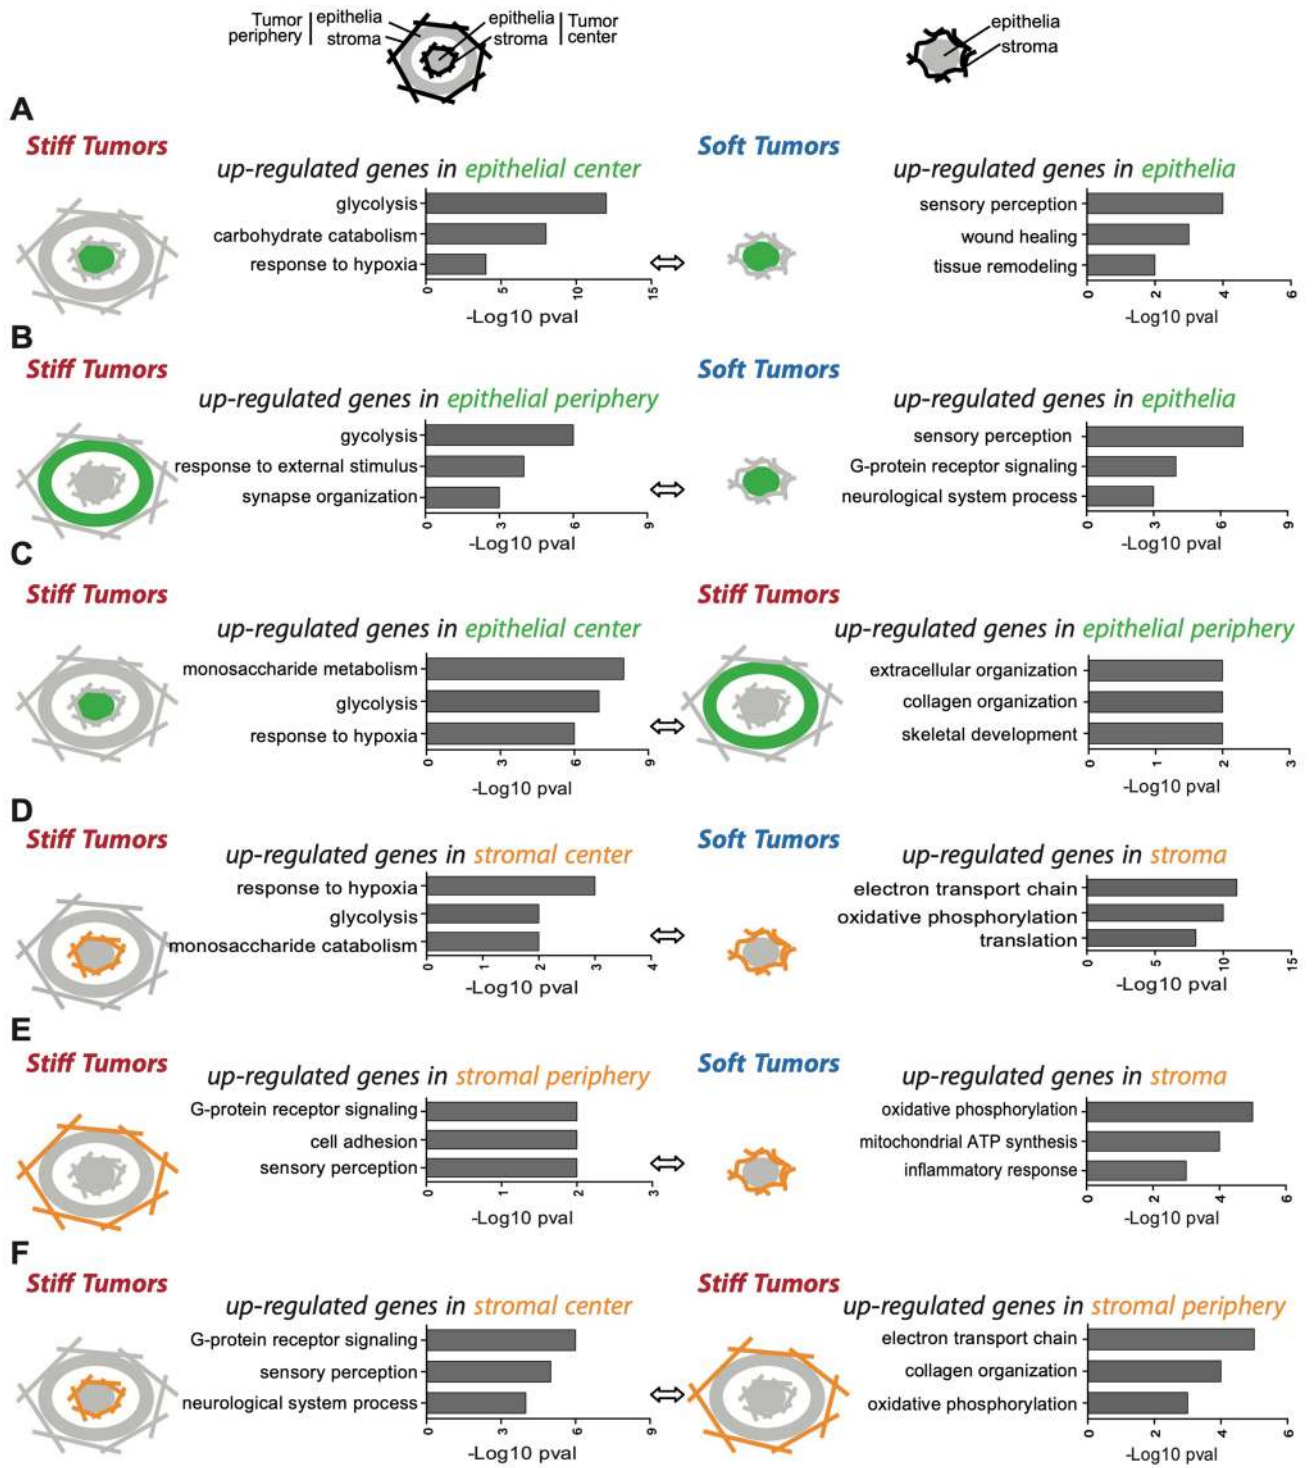 Tumor periphery | epithelia stroma
epithelia stroma | Tumor center
epithelia
stroma
A
Stiff Tumors
up-regulated genes in epithelial center
glycolysis
carbohydrate catabolism
response to hypoxia
0 5 10 15
-Log10 pval
Soft Tumors
up-regulated genes in epithelia
sensory perception
wound healing
tissue remodeling
0 2 4 6
-Log10 pval
B
Stiff Tumors
up-regulated genes in epithelial periphery
gycolysis
response to external stimulus
synapse organization
0 3 6 9
-Log10 pval
Soft Tumors
up-regulated genes in epithelia
sensory perception
G-protein receptor signaling
neurological system process
0 3 6 9
-Log10 pval
C
Stiff Tumors
up-regulated genes in epithelial center
monosaccharide metabolism
glycolysis
response to hypoxia
0 3 6 9
-Log10 pval
Stiff Tumors
up-regulated genes in epithelial periphery
extracellular organization
collagen organization
skeletal development
0 1 2 3
-Log10 pval
D
Stiff Tumors
up-regulated genes in stromal center
response to hypoxia
glycolysis
monosaccharide catabolism
0 1 2 3 4
-Log10 pval
Soft Tumors
up-regulated genes in stroma
electron transport chain
oxidative phosphorylation
translation
0 5 10 15
-Log10 pval
E
Stiff Tumors
up-regulated genes in stromal periphery
G-protein receptor signaling
cell adhesion
sensory perception
0 1 2 3
-Log10 pval
Soft Tumors
up-regulated genes in stroma
oxidative phosphorylation
mitochondrial ATP synthesis
inflammatory response
0 2 4 6
-Log10 pval
F
Stiff Tumors
up-regulated genes in stromal center
G-protein receptor signaling
sensory perception
neurological system process
0 3 6 9
-Log10 pval
Stiff Tumors
up-regulated genes in stromal periphery
electron transport chain
collagen organization
oxidative phosphorylation
0 2 4 6
-Log10 pval